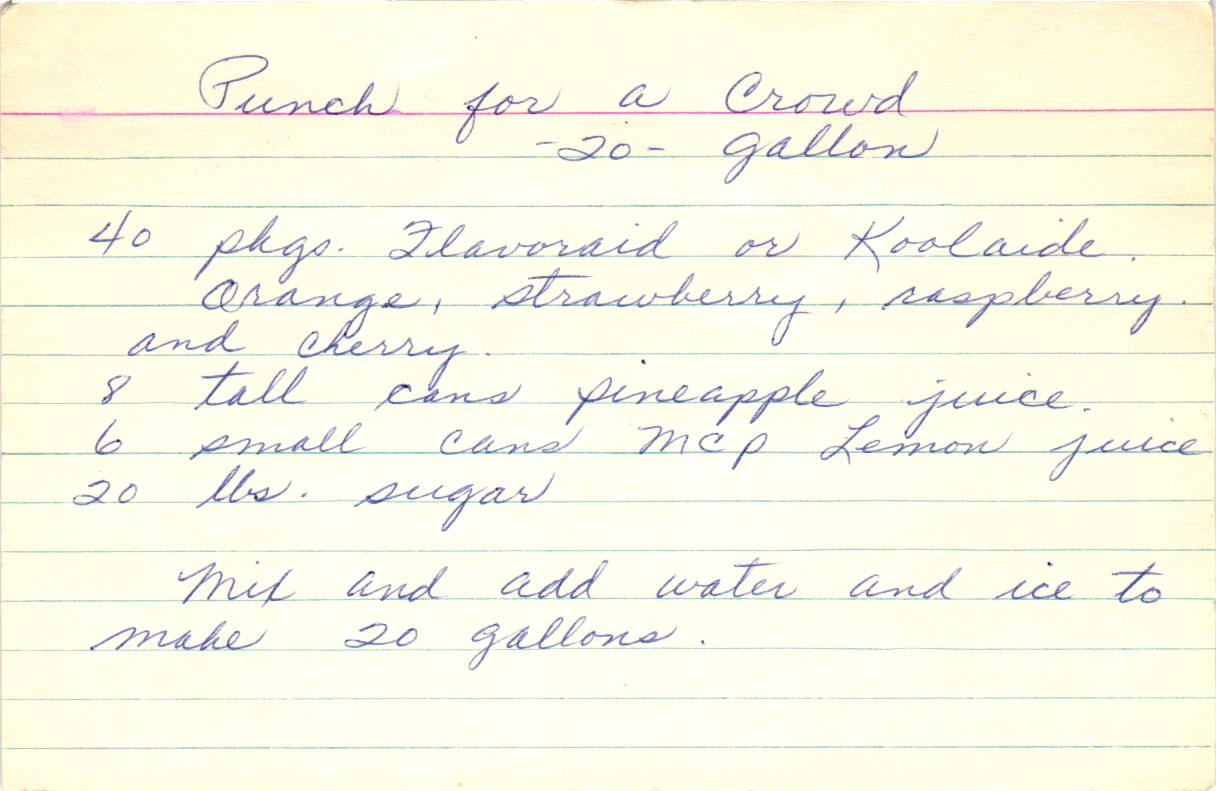 Punch for a Crowd
-20- gallon
40 pkgs. Flavoraid or Koolaide.
Orange, strawberry, raspberry.
and cherry.
8 tall cans pineapple juice.
6 small cans MCP Lemon juice
20 lbs. sugar
Mix and add water and ice to
make 20 gallons.